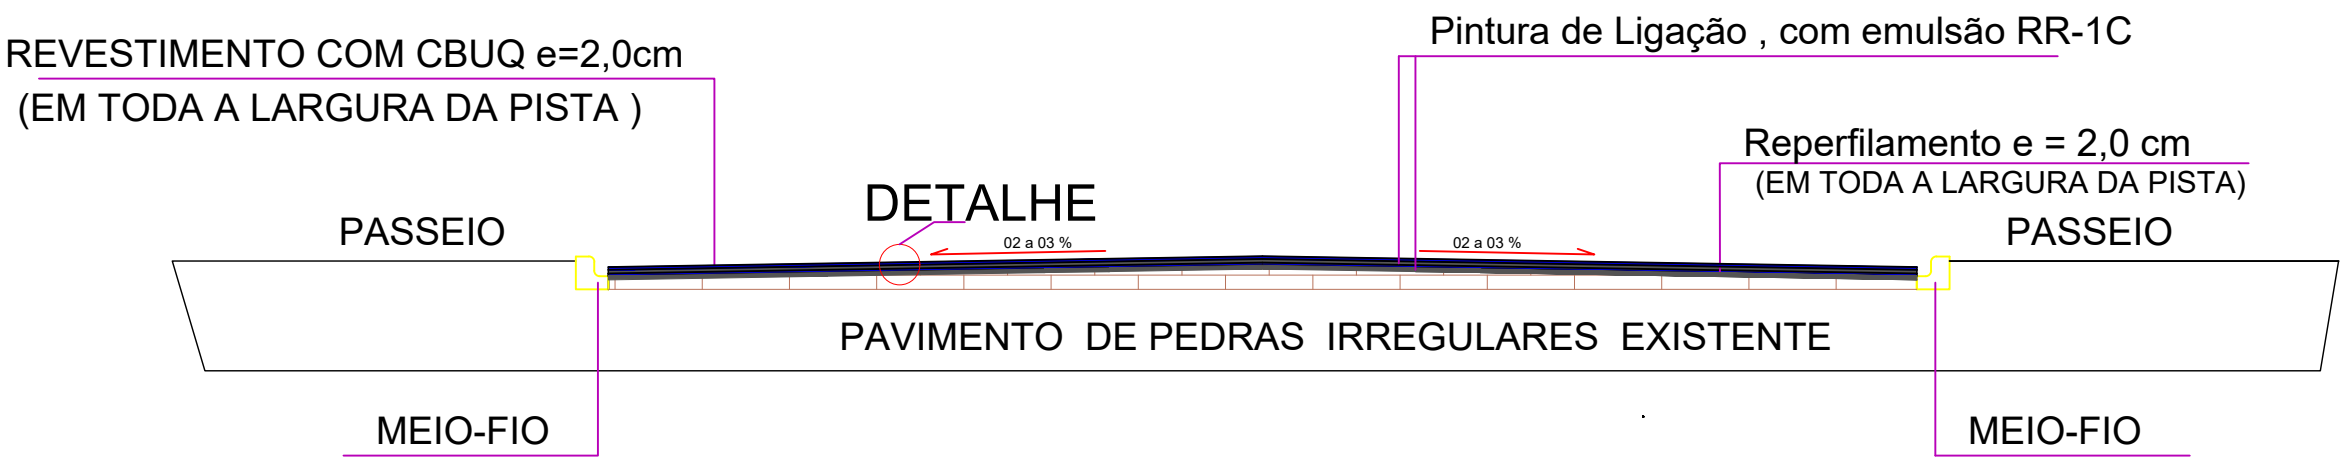 REVESTIMENTO COM CBUQ e=2,0cm
(EM TODA A LARGURA DA PISTA )
Pintura de Ligação , com emulsão RR-1C
Reperfilamento e = 2,0 cm
(EM TODA A LARGURA DA PISTA)
DETALHE
PASSEIO
02 a 03 %
02 a 03 %
PASSEIO
PAVIMENTO DE PEDRAS IRREGULARES EXISTENTE
MEIO-FIO
MEIO-FIO